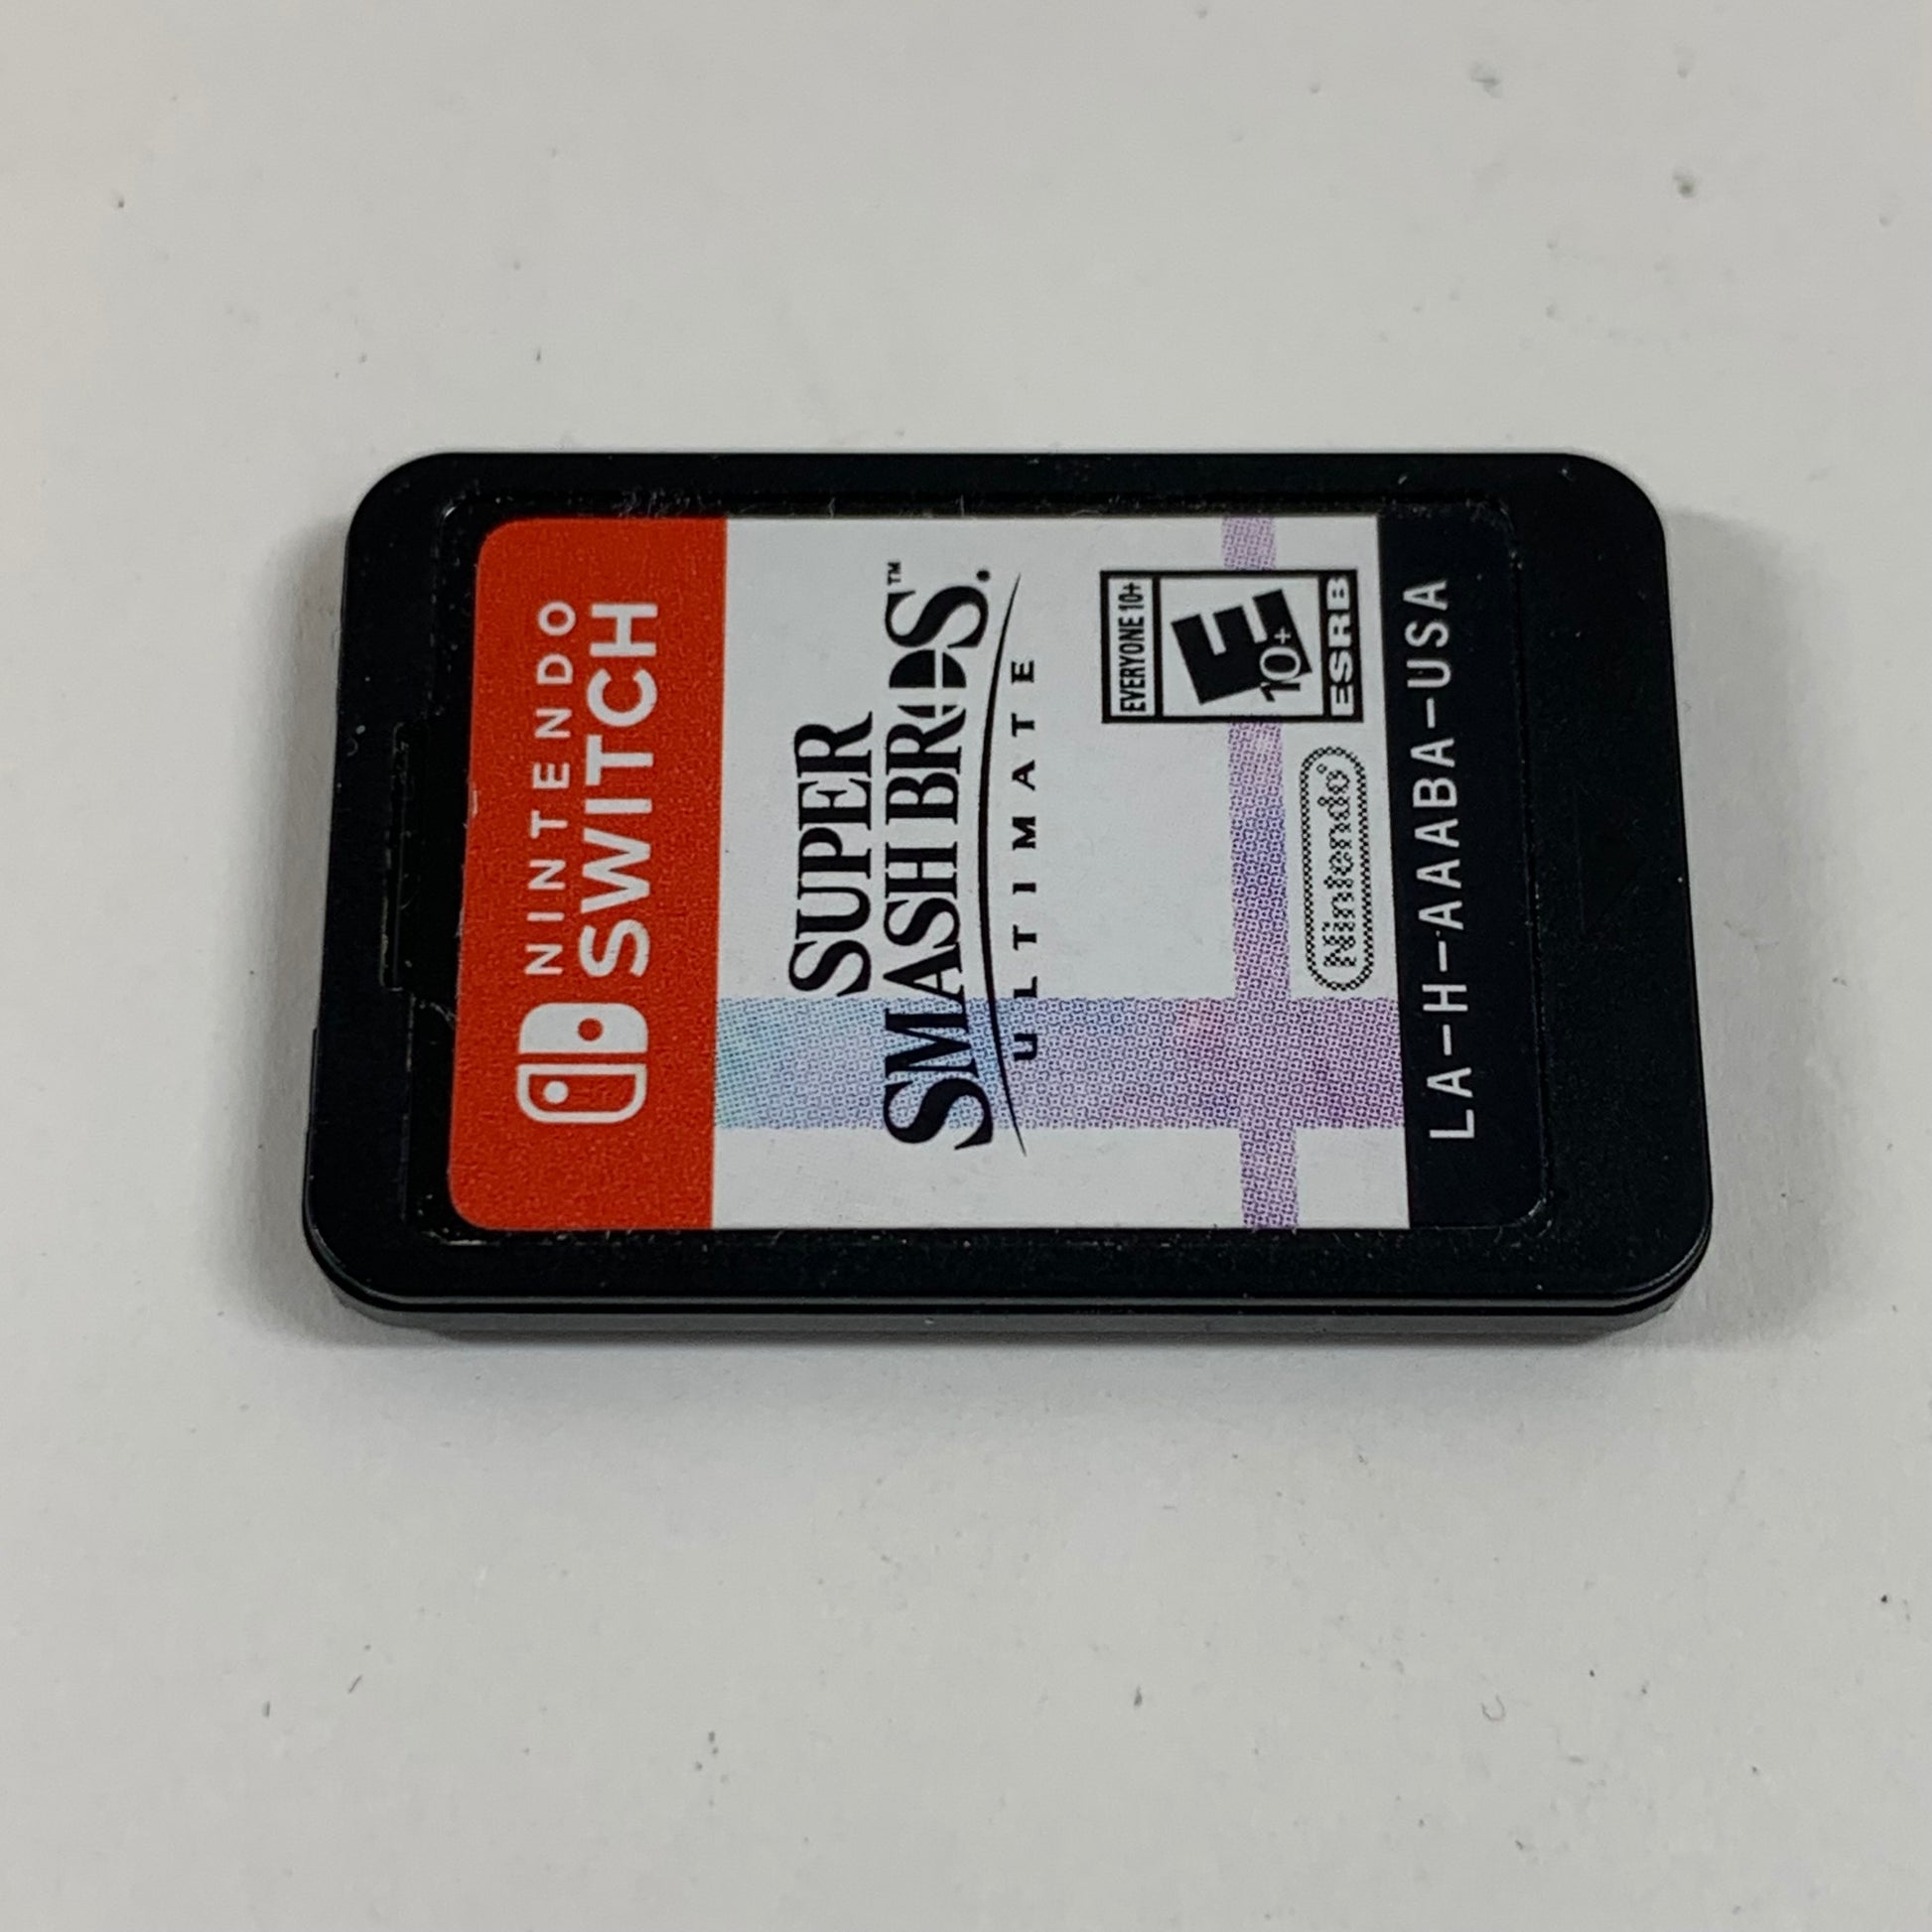 NINTENDO
SWITCH
SUPER
SMASH BROS.™
ULTIMATE
EVERYONE 10+
E
10+
ESRB
Nintendo®
LA-H-AAABA-USA